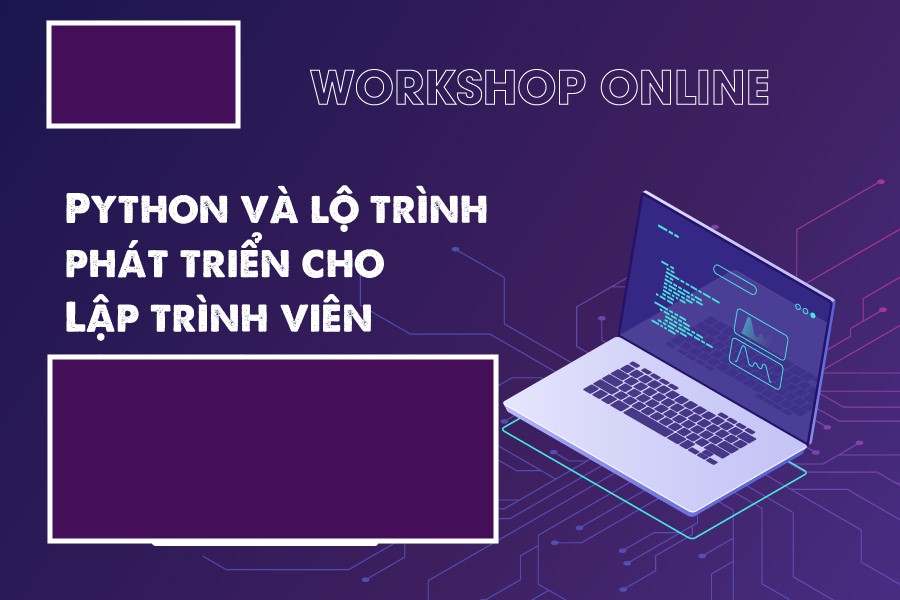 WORKSHOP ONLINE
PYTHON VÀ LỘ TRÌNH
PHÁT TRIỂN CHO
LẬP TRÌNH VIÊN